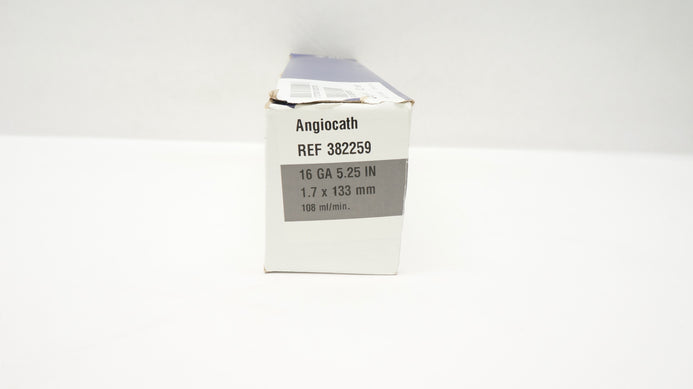 Angiocath
REF 382259
16 GA 5.25 IN
1.7 x 133 mm
108 ml/min.